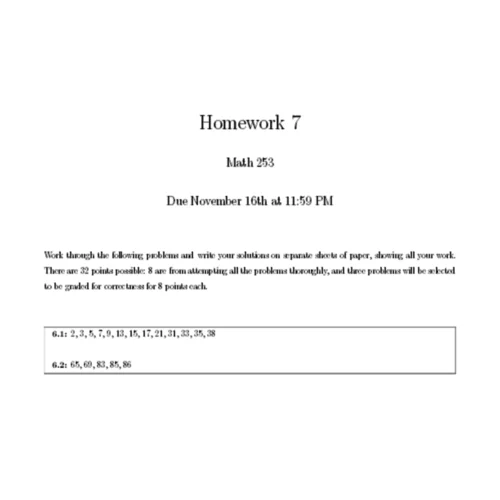 Homework 7
Math 253
Due November 16th at 11:59 PM
Work through the following problems and write your solutions on separate sheets of paper, showing all your work.
There are 32 points possible: 8 are from attempting all the problems thoroughly, and three problems will be selected
to be graded for correctness for 8 points each.
6.1: 2, 3, 5, 7, 9, 13, 15, 17, 21, 31, 33, 35, 38
6.2: 65, 69, 83, 85, 86